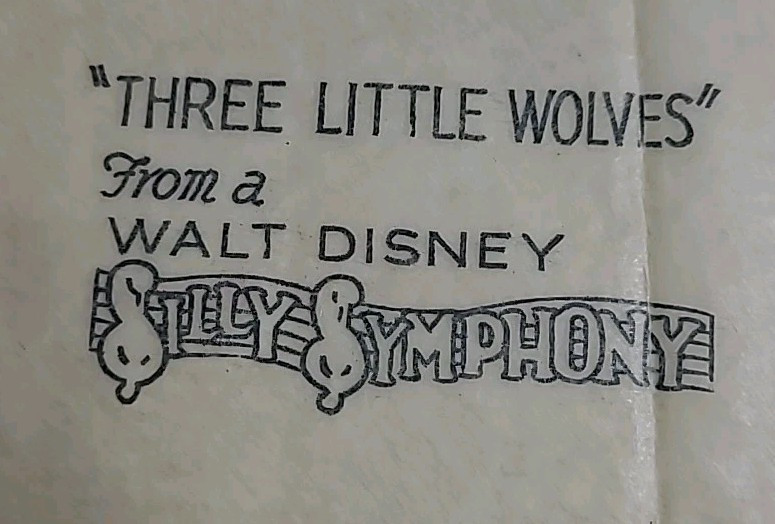 "THREE LITTLE WOLVES"
From a
WALT DISNEY
SILLY SYMPHONY